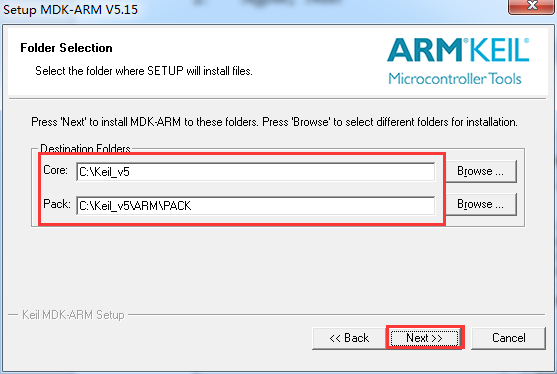 Setup MDK-ARM V5.15
Folder Selection
Select the folder where SETUP will install files.
ARM®KEIL®
Microcontroller Tools
Press 'Next' to install MDK-ARM to these folders. Press 'Browse' to select different folders for installation.
Destination Folders
Core: C:\Keil_v5 Browse ...
Pack: C:\Keil_v5\ARM\PACK Browse ...
Keil MDK-ARM Setup
<< Back Next >> Cancel